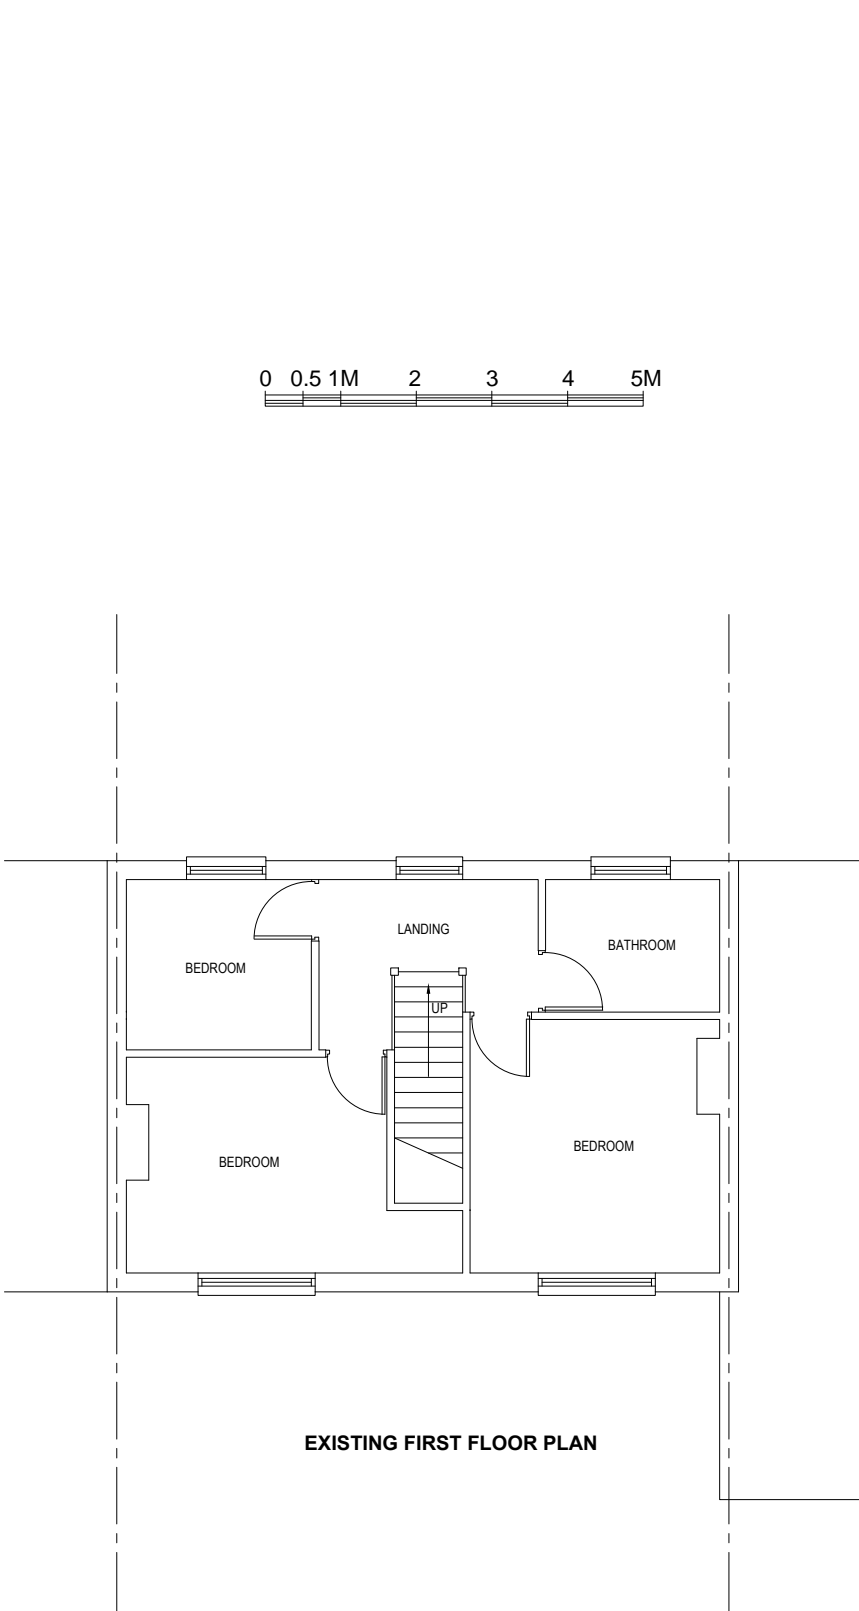 0 0.5 1M 2 3 4 5M
LANDING
BATHROOM
BEDROOM
UP
BEDROOM
BEDROOM
EXISTING FIRST FLOOR PLAN